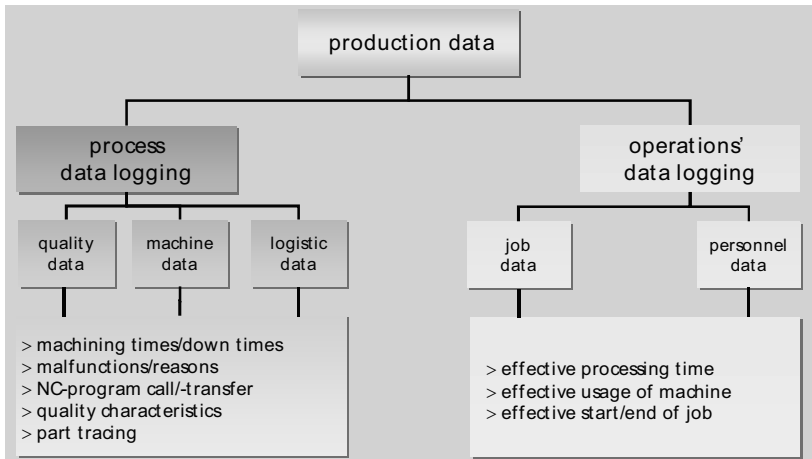 production data
process
data logging
operations'
data logging
quality
data
machine
data
logistic
data
job
data
personnel
data
> machining times/down times
> malfunctions/reasons
> NC-program call/-transfer
> quality characteristics
> part tracing
> effective processing time
> effective usage of machine
> effective start/end of job